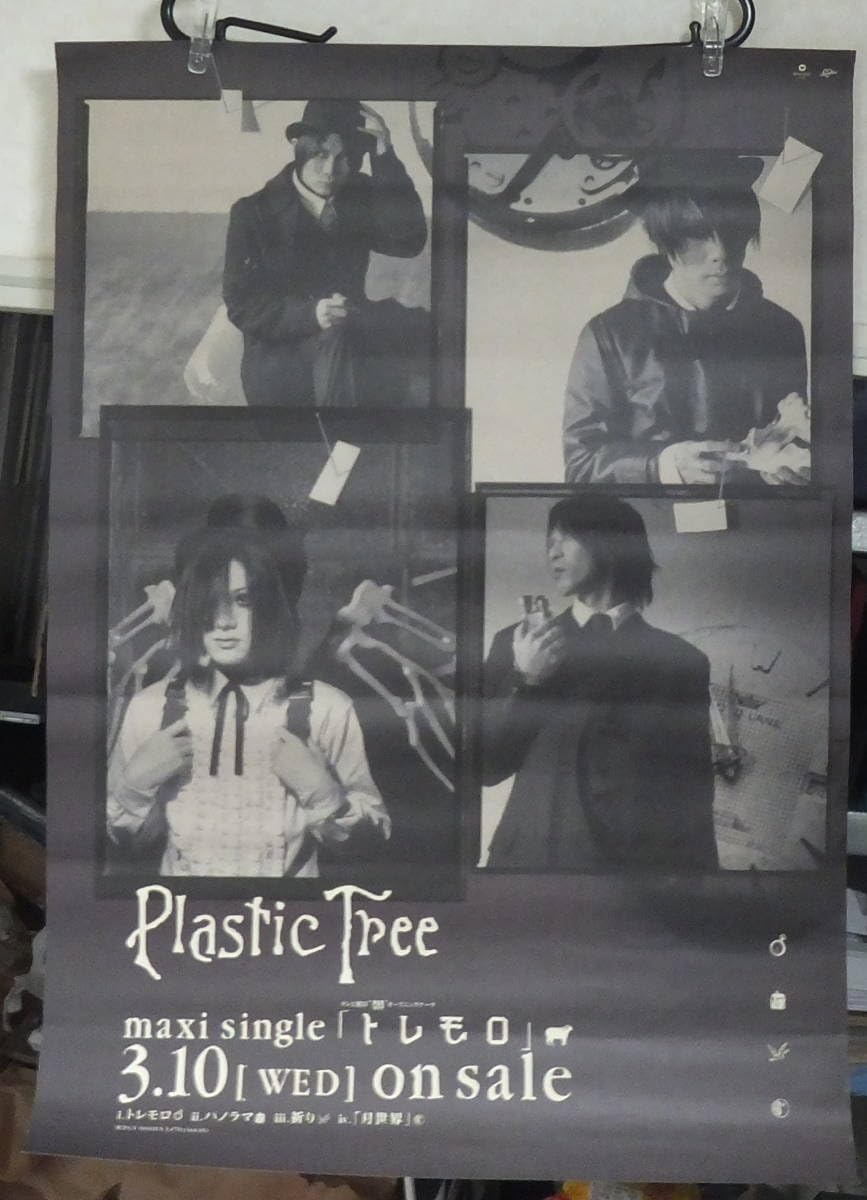 Plastic Tree
maxi single「トレモロ」
3.10[WED] on sale
i.トレモロ ii.パノラマ iii.祈り iv.「月世界」